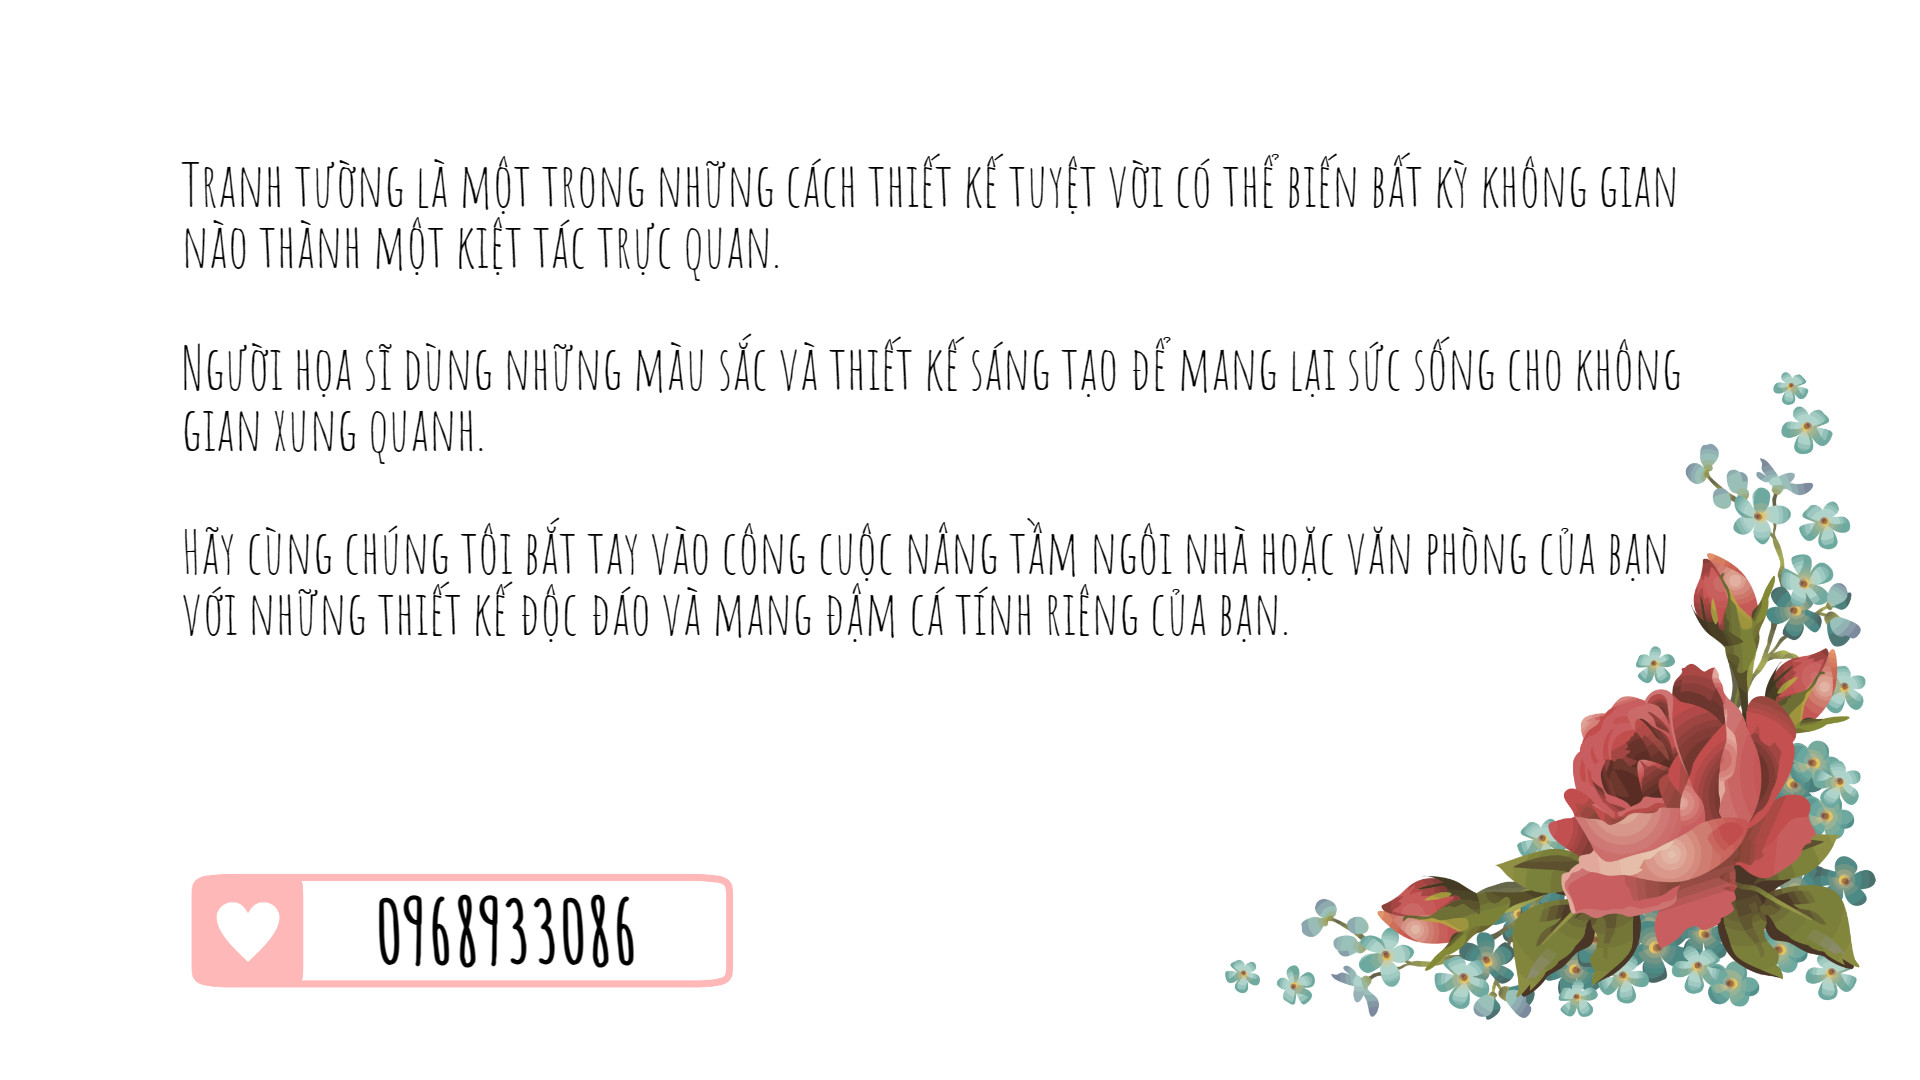 Tranh tường là một trong những cách thiết kế tuyệt vời có thể biến bất kỳ không gian
nào thành một kiệt tác trực quan.
Người họa sĩ dùng những màu sắc và thiết kế sáng tạo để mang lại sức sống cho không
gian xung quanh.
Hãy cùng chúng tôi bắt tay vào công cuộc nâng tầm ngôi nhà hoặc văn phòng của bạn
với những thiết kế độc đáo và mang đậm cá tính riêng của bạn.
0968933086